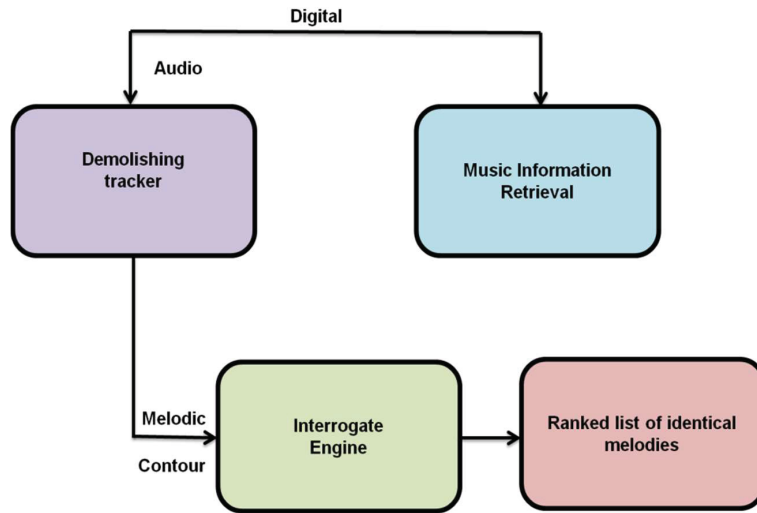 Digital
Audio
Demolishing
tracker
Music Information
Retrieval
Melodic
Contour
Interrogate
Engine
Ranked list of identical
melodies